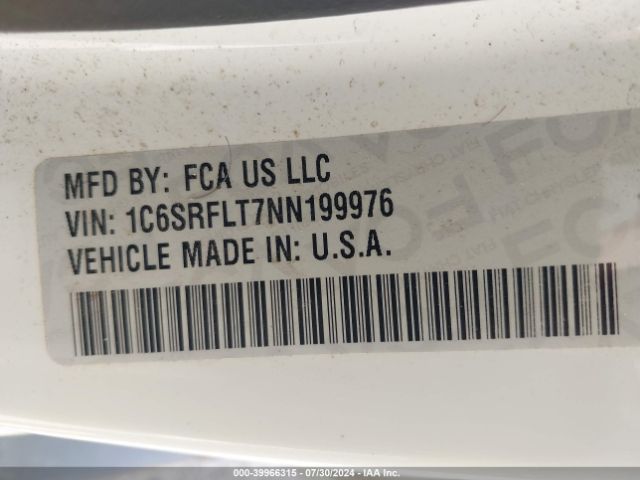 MFD BY: FCA US LLC
VIN: 1C6SRFLT7NN199976
VEHICLE MADE IN: U.S.A.
000-39966315 / 07/30/2024 - IAA Inc.